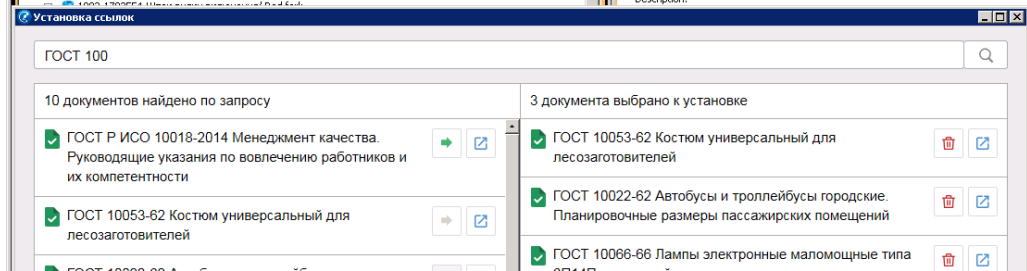 Установка ссылок
ГОСТ 100
10 документов найдено по запросу
ГОСТ Р ИСО 10018-2014 Менеджмент качества.
Руководящие указания по вовлечению работников и
их компетентности
ГОСТ 10053-62 Костюм универсальный для
лесозаготовителей
3 документа выбрано к установке
ГОСТ 10053-62 Костюм универсальный для
лесозаготовителей
ГОСТ 10022-62 Автобусы и троллейбусы городские.
Планировочные размеры пассажирских помещений
ГОСТ 10066-66 Лампы электронные маломощные типа